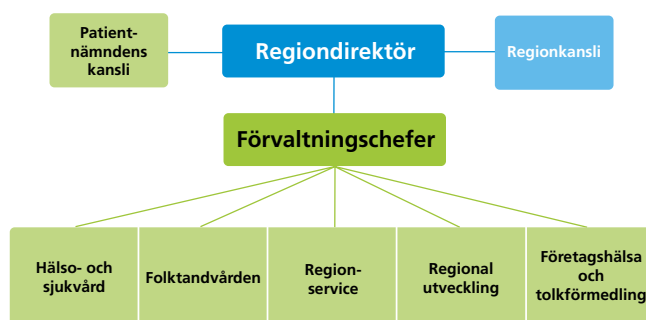 Patient-
nämndens
kansli
Regiondirektör
Regionkansli
Förvaltningschefer
Hälso- och
sjukvård
Folktandvården
Region-
service
Regional
utveckling
Företagshälsa
och
tolkförmedling